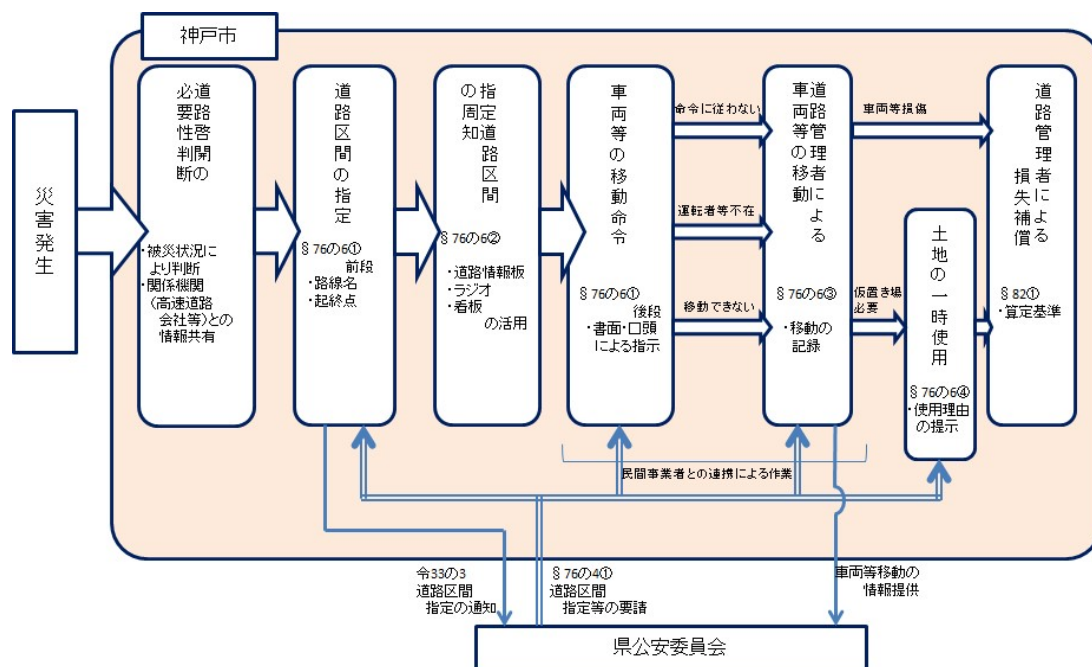 神戸市
災害発生
道路啓開の
必要性判断
・被災状況に
より判断
・関係機関
(高速道路
会社等)との
情報共有
道路区間の指定
§76の6①
前段
・路線名
・起終点
指定道路区間
の周知
§76の6②
・道路情報板
・ラジオ
・看板
の活用
車両等の移動命令
§76の6①
後段
・書面・口頭
による指示
命令に従わない
運転者等不在
移動できない
道路管理者による
車両等の移動
§76の6③
・移動の
記録
車両等損傷
仮置き場
必要
土地の一時使用
§76の6④
・使用理由
の提示
道路管理者による
損失補償
§82①
・算定基準
民間事業者との連携による作業
令33の3
道路区間
指定の通知
§76の4①
道路区間
指定等の要請
車両等移動の
情報提供
県公安委員会